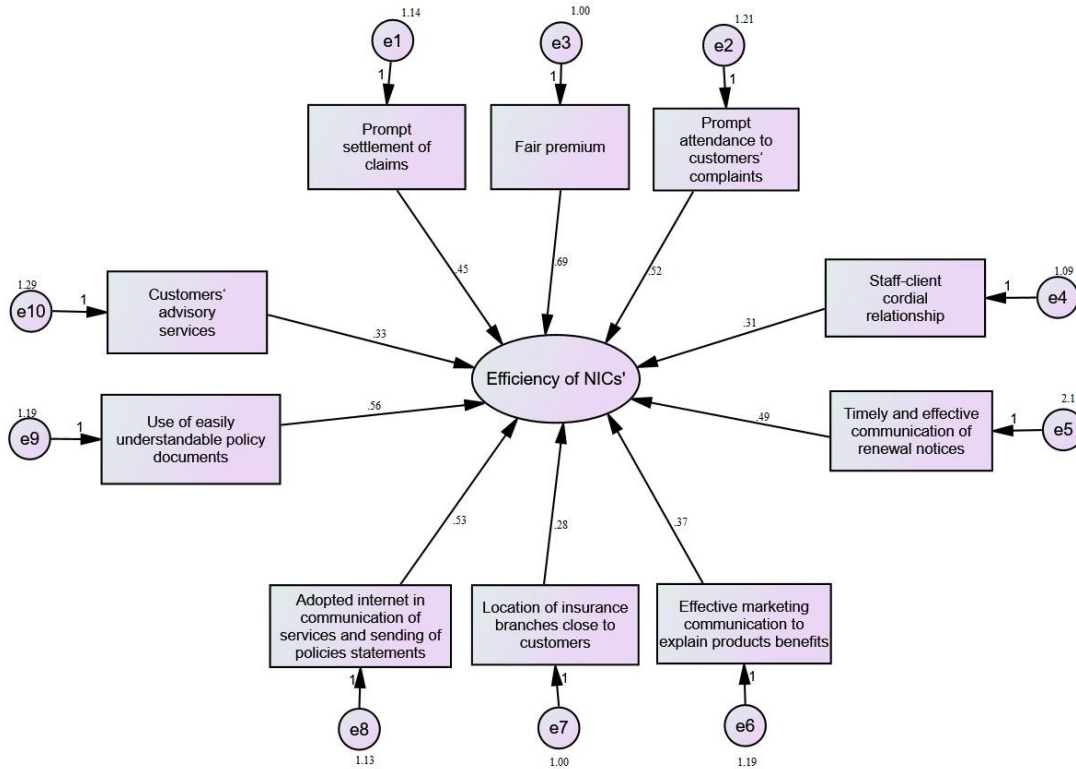 1.14
1.00
1.21
e1
e3
e2
1
1
1
Prompt
settlement of
claims
Fair premium
Prompt
attendance to
customers'
complaints
.45
.69
.52
1.29
e10
1
Customers'
advisory
services
.33
Staff-client
cordial
relationship
1
1.09
e4
.31
Efficiency of NICs'
1.19
e9
1
Use of easily
understandable policy
documents
.56
Timely and effective
communication of
renewal notices
1
2.1
e5
.49
.53
.28
.37
Adopted internet in
communication of
services and sending of
policies statements
Location of insurance
branches close to
customers
Effective marketing
communication to
explain products benefits
1
1
1
e8
e7
e6
1.13
1.00
1.19